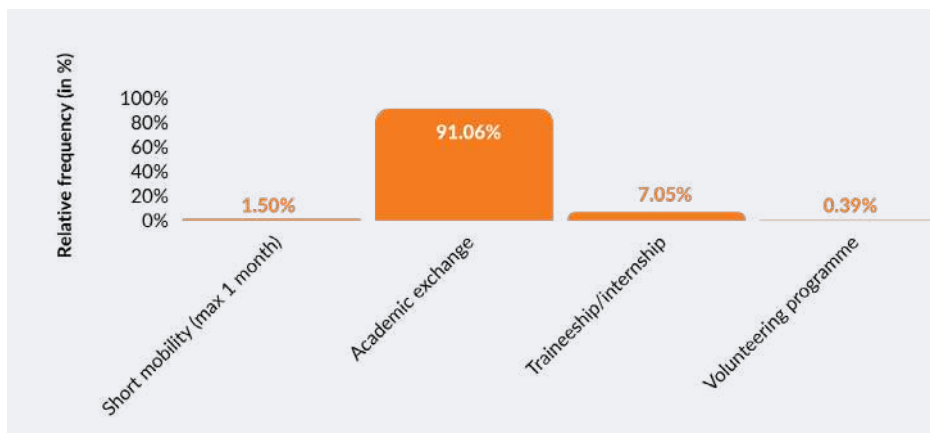 Relative frequency (in %)
100%
80%
60%
40%
20%
0%
1.50%
91.06%
7.05%
0.39%
Short mobility (max 1 month)
Academic exchange
Traineeship/internship
Volunteering programme